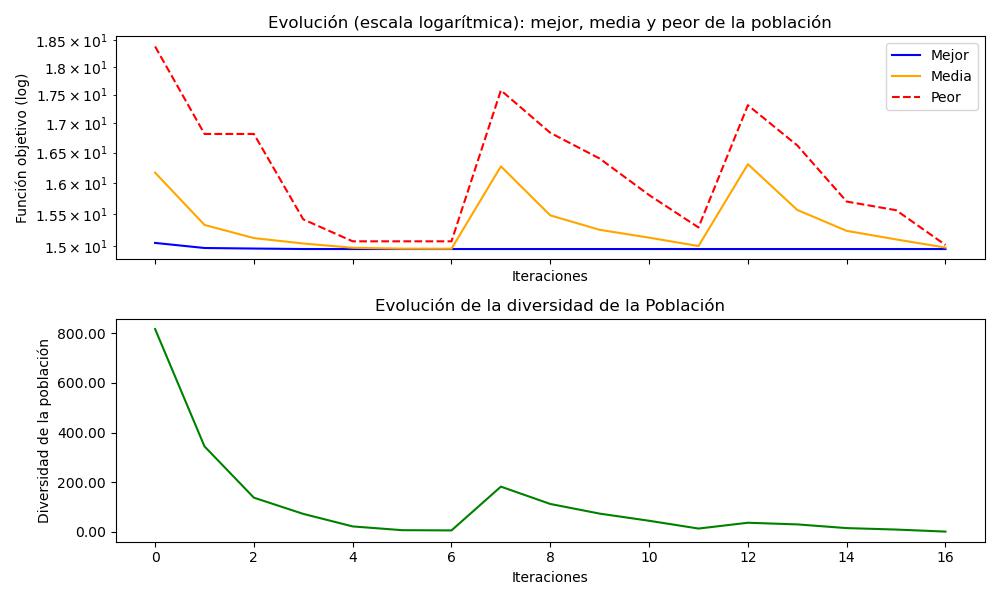 Evolución (escala logarítmica): mejor, media y peor de la población
Función objetivo (log)
1.85 × 10¹
1.8 × 10¹
1.75 × 10¹
1.7 × 10¹
1.65 × 10¹
1.6 × 10¹
1.55 × 10¹
1.5 × 10¹
Mejor
Media
Peor
Iteraciones
Evolución de la diversidad de la Población
Diversidad de la población
800.00
600.00
400.00
200.00
0.00
0 2 4 6 8 10 12 14 16
Iteraciones